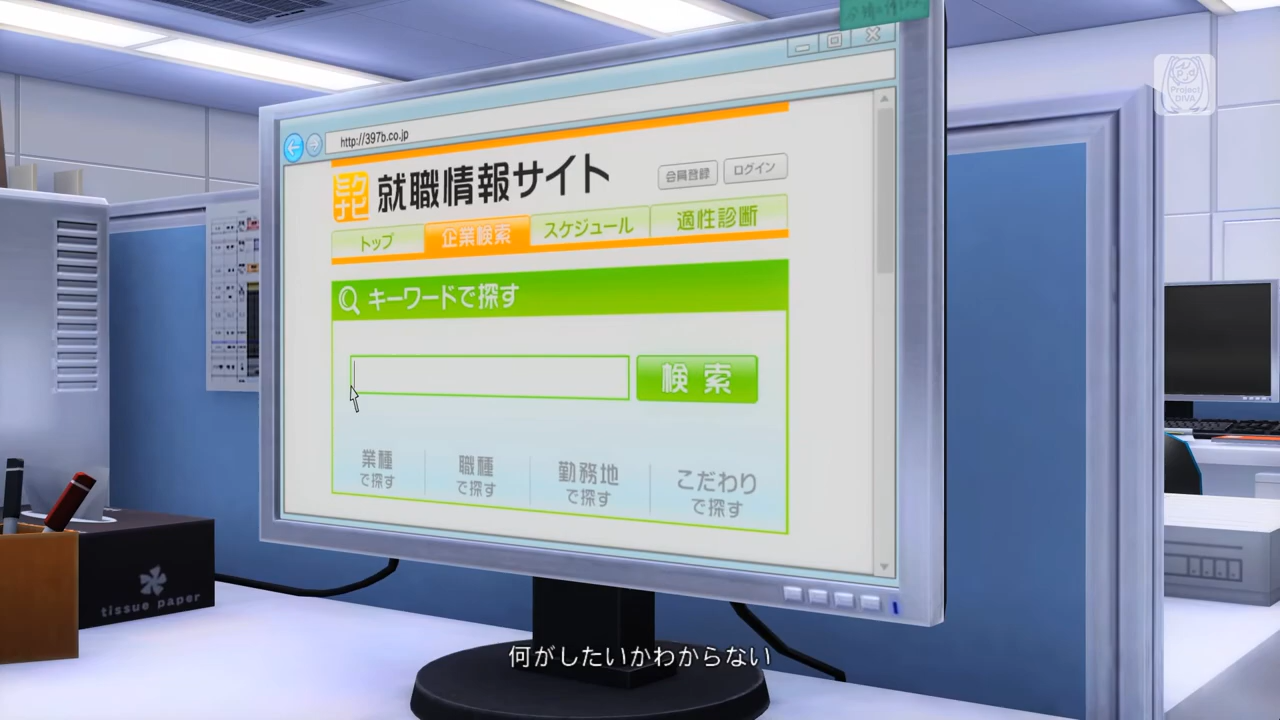 http://397b.co.jp
ミク
ナビ
就職情報サイト
会員登録
ログイン
トップ
企業検索
スケジュール
適性診断
キーワードで探す
検索
業種
で探す
職種
で探す
勤務地
で探す
こだわり
で探す
tissue paper
何がしたいかわからない
Project
DIVA